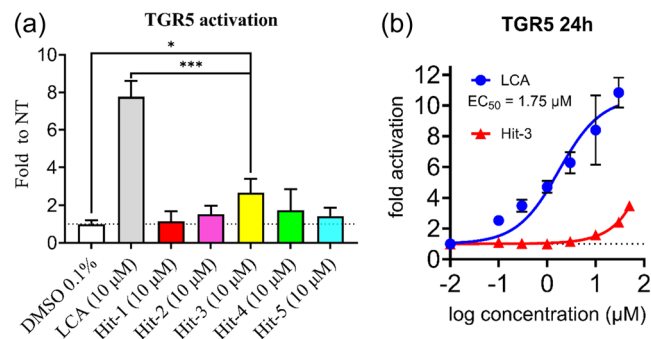 (a)
TGR5 activation
*
***
Fold to NT
10
8
6
4
2
0
DMSO 0.1%
LCA (10 μM)
Hit-1 (10 μM)
Hit-2 (10 μM)
Hit-3 (10 μM)
Hit-4 (10 μM)
Hit-5 (10 μM)
(b)
TGR5 24h
LCA
EC50 = 1.75 μM
Hit-3
fold activation
12
10
8
6
4
2
1
-2
-1
0
1
2
log concentration (μM)